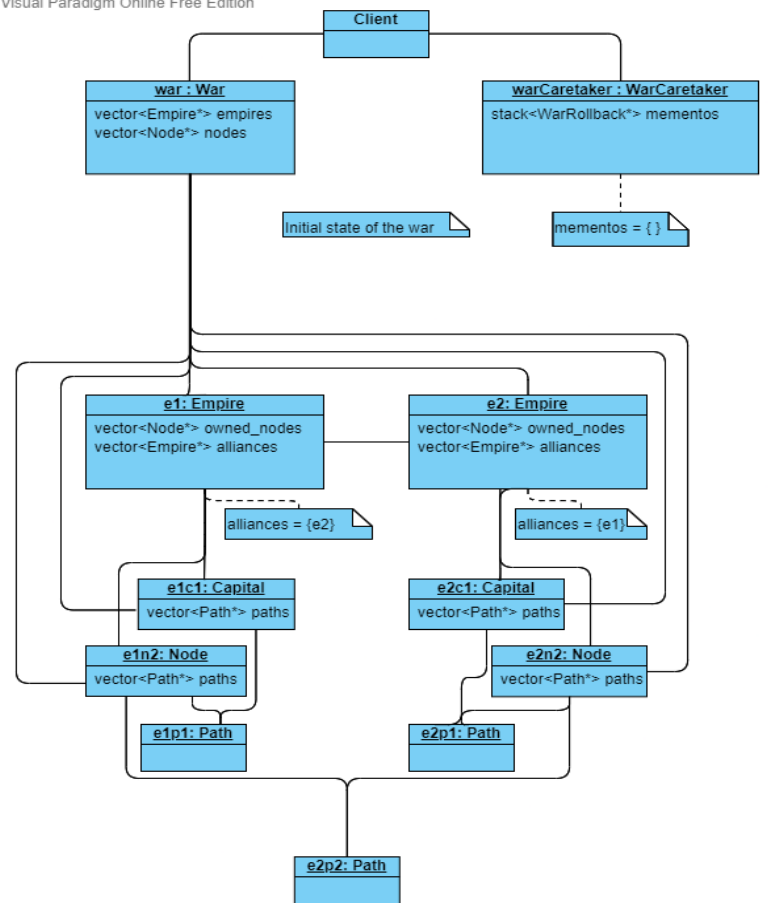 Visual Paradigm Online Free Edition
Client
war : War
vector<Empire*> empires
vector<Node*> nodes
warCaretaker : WarCaretaker
stack<WarRollback*> mementos
Initial state of the war
mementos = { }
e1: Empire
vector<Node*> owned_nodes
vector<Empire*> alliances
e2: Empire
vector<Node*> owned_nodes
vector<Empire*> alliances
alliances = {e2}
alliances = {e1}
e1c1: Capital
vector<Path*> paths
e2c1: Capital
vector<Path*> paths
e1n2: Node
vector<Path*> paths
e2n2: Node
vector<Path*> paths
e1p1: Path
e2p1: Path
e2p2: Path